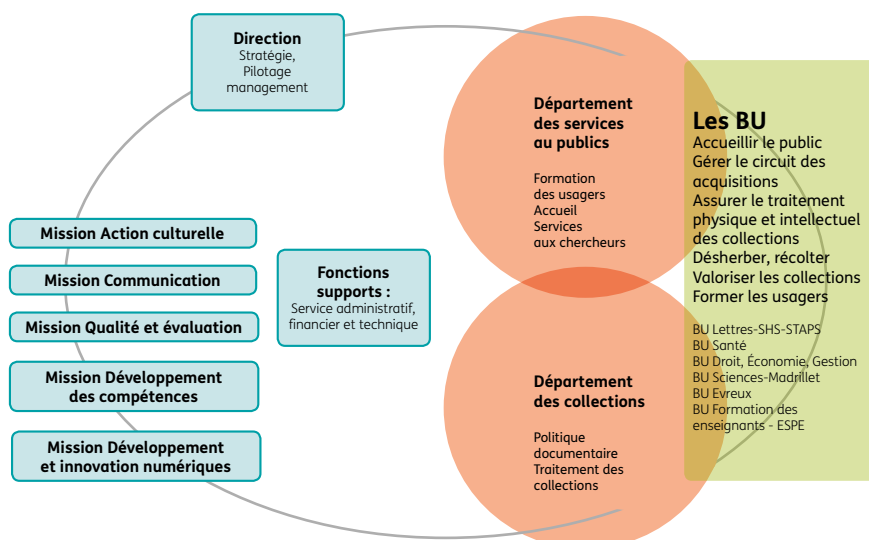 Direction
Stratégie,
Pilotage
management
Mission Action culturelle
Mission Communication
Mission Qualité et évaluation
Mission Développement
des compétences
Mission Développement
et innovation numériques
Fonctions
supports :
Service administratif,
financier et technique
Département
des services
au publics
Formation
des usagers
Accueil
Services
aux chercheurs
Département
des collections
Politique
documentaire
Traitement des
collections
Les BU
Accueillir le public
Gérer le circuit des
acquisitions
Assurer le traitement
physique et intellectuel
des collections
Désherber, récolter
Valoriser les collections
Former les usagers
BU Lettres-SHS-STAPS
BU Santé
BU Droit, Économie, Gestion
BU Sciences-Madrillet
BU Evreux
BU Formation des
enseignants - ESPE